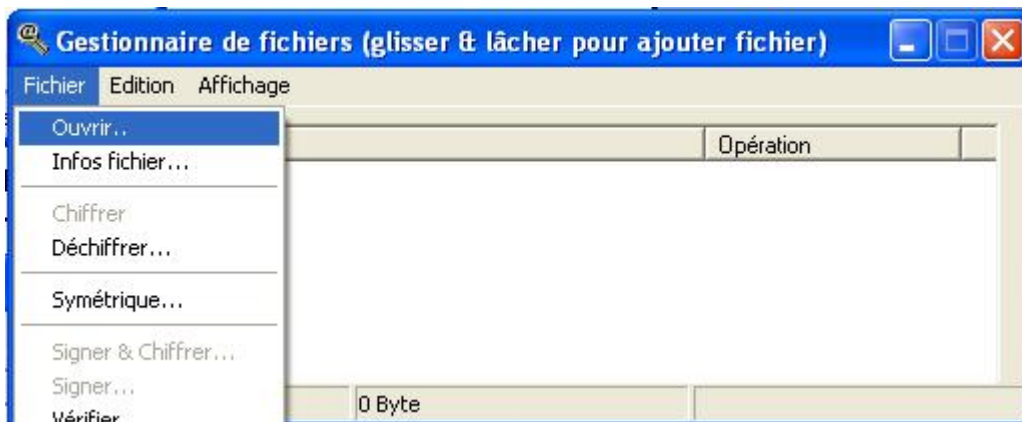 Gestionnaire de fichiers (glisser & lâcher pour ajouter fichier)
Fichier Edition Affichage
Ouvrir..
Opération
Infos fichier...
Chiffrer
Déchiffrer...
Symétrique...
Signer & Chiffrer...
Signer...
0 Byte
Vérifier